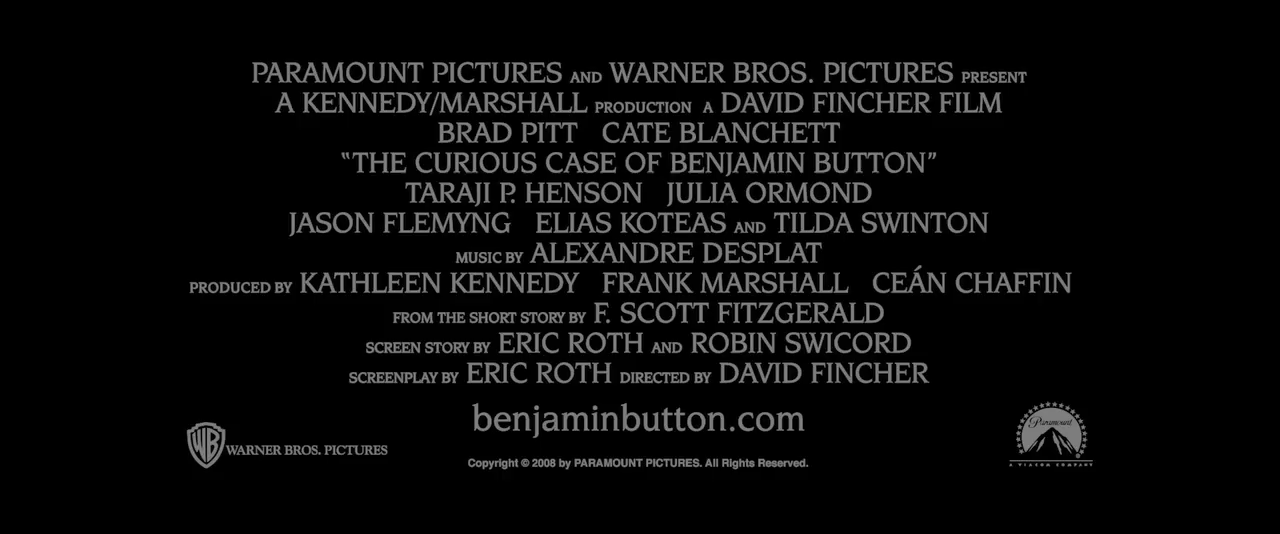 PARAMOUNT PICTURES AND WARNER BROS. PICTURES PRESENT
A KENNEDY/MARSHALL PRODUCTION A DAVID FINCHER FILM
BRAD PITT CATE BLANCHETT
“THE CURIOUS CASE OF BENJAMIN BUTTON”
TARAJI P. HENSON JULIA ORMOND
JASON FLEMYNG ELIAS KOTEAS AND TILDA SWINTON
MUSIC BY ALEXANDRE DESPLAT
PRODUCED BY KATHLEEN KENNEDY FRANK MARSHALL CEÁN CHAFFIN
FROM THE SHORT STORY BY F. SCOTT FITZGERALD
SCREEN STORY BY ERIC ROTH AND ROBIN SWICORD
SCREENPLAY BY ERIC ROTH DIRECTED BY DAVID FINCHER
benjaminbutton.com
WB WARNER BROS. PICTURES
Copyright © 2008 by PARAMOUNT PICTURES. All Rights Reserved.
Paramount
A VIACOM COMPANY